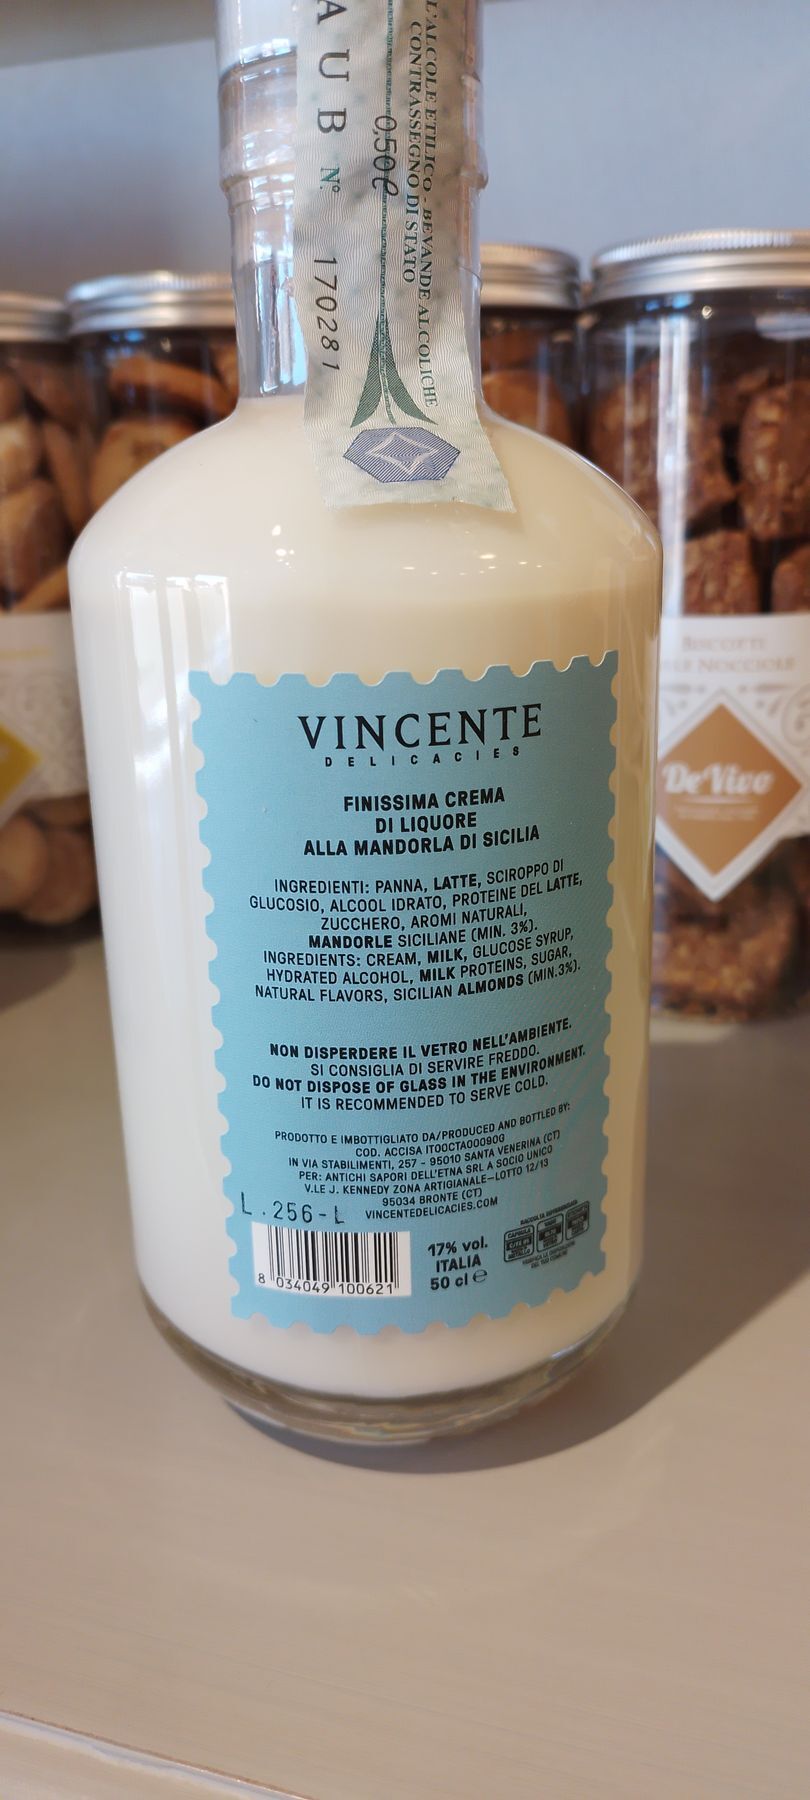 AUB N° 170281
0,50ℓ
L'ALCOLE ETILICO - BEVANDE ALCOLICHE
CONTRASSEGNO DI STATO
VINCENTE
DELICACIES
FINISSIMA CREMA
DI LIQUORE
ALLA MANDORLA DI SICILIA
INGREDIENTI: PANNA, LATTE, SCIROPPO DI
GLUCOSIO, ALCOOL IDRATO, PROTEINE DEL LATTE,
ZUCCHERO, AROMI NATURALI,
MANDORLE SICILIANE (MIN. 3%).
INGREDIENTS: CREAM, MILK, GLUCOSE SYRUP,
HYDRATED ALCOHOL, MILK PROTEINS, SUGAR,
NATURAL FLAVORS, SICILIAN ALMONDS (MIN.3%).
NON DISPERDERE IL VETRO NELL'AMBIENTE.
SI CONSIGLIA DI SERVIRE FREDDO.
DO NOT DISPOSE OF GLASS IN THE ENVIRONMENT.
IT IS RECOMMENDED TO SERVE COLD.
PRODOTTO E IMBOTTIGLIATO DA/PRODUCED AND BOTTLED BY:
COD. ACCISA IT00CTA00090G
IN VIA STABILIMENTI, 257 - 95010 SANTA VENERINA (CT)
PER: ANTICHI SAPORI DELL'ETNA SRL A SOCIO UNICO
V.LE J. KENNEDY ZONA ARTIGIANALE-LOTTO 12/13
95034 BRONTE (CT)
VINCENTEDELICACIES.COM
L.256-L
8 034049 100621
17% vol.
ITALIA
50 cl e
RACCOLTA DIFFERENZIATA
BISCOTTI
NOCCIOLE
DeVivo